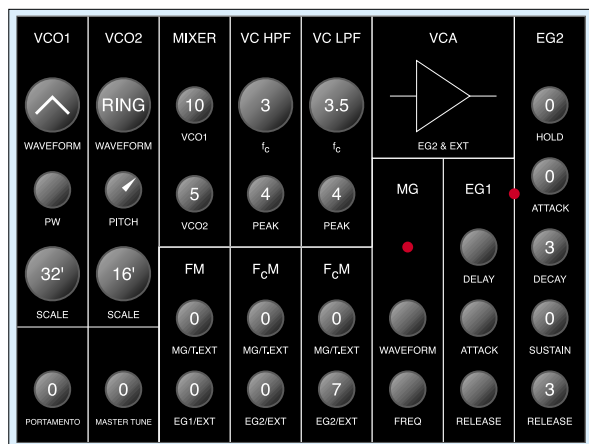 VCO1 VCO2 MIXER VC HPF VC LPF VCA EG2
RING 10 3 3.5 0
WAVEFORM WAVEFORM VCO1 fc fc EG2 & EXT HOLD
5 4 4 MG EG1 0
PW PITCH VCO2 PEAK PEAK ATTACK
32' 16' FM FCM FCM 3
SCALE SCALE DELAY DECAY
0 0 0 0
MG/T.EXT MG/T.EXT MG/T.EXT WAVEFORM ATTACK SUSTAIN
0 0 0 0 7 3
PORTAMENTO MASTER TUNE EG1/EXT EG2/EXT EG2/EXT FREQ RELEASE RELEASE